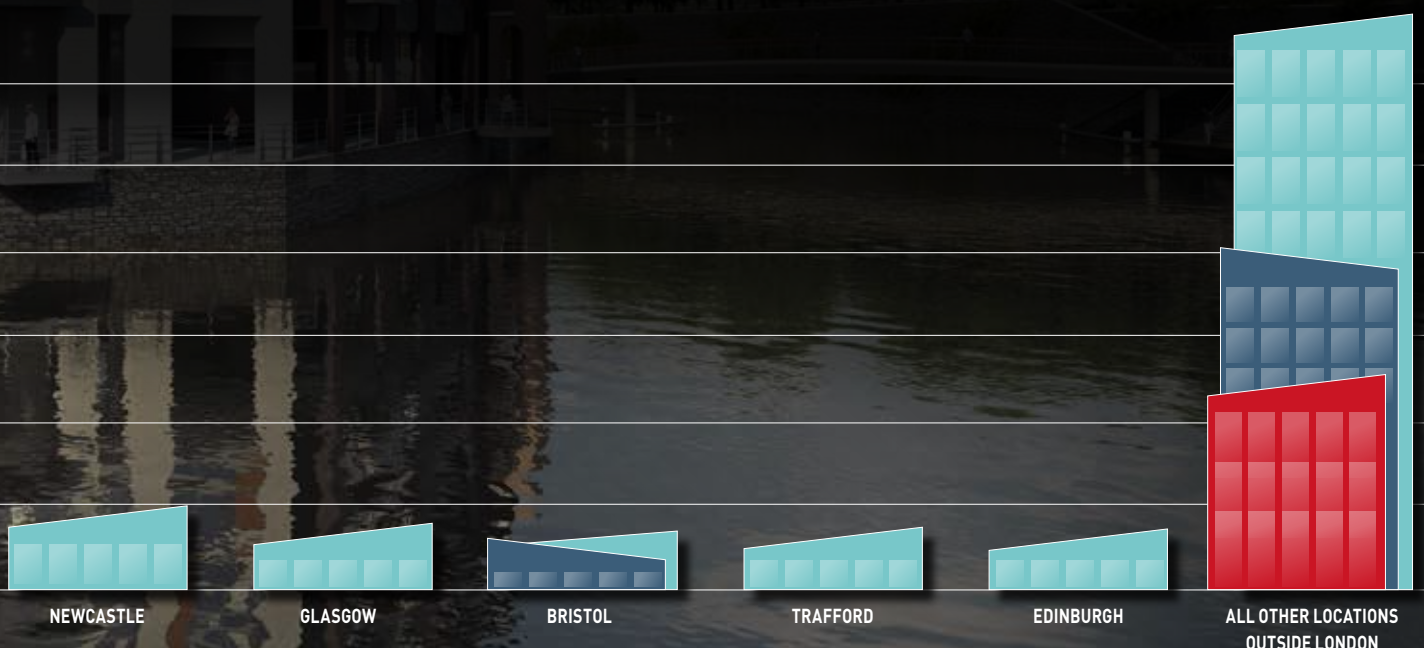 NEWCASTLE
GLASGOW
BRISTOL
TRAFFORD
EDINBURGH
ALL OTHER LOCATIONS
OUTSIDE LONDON